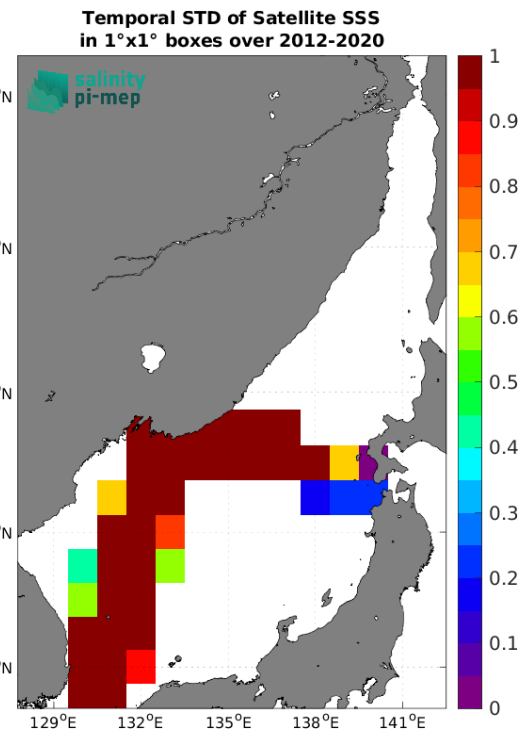 Temporal STD of Satellite SSS
in 1°x1° boxes over 2012-2020
salinity
pi-mep
°N
°N
°N
°N
°N
1
0.9
0.8
0.7
0.6
0.5
0.4
0.3
0.2
0.1
0
129°E 132°E 135°E 138°E 141°E